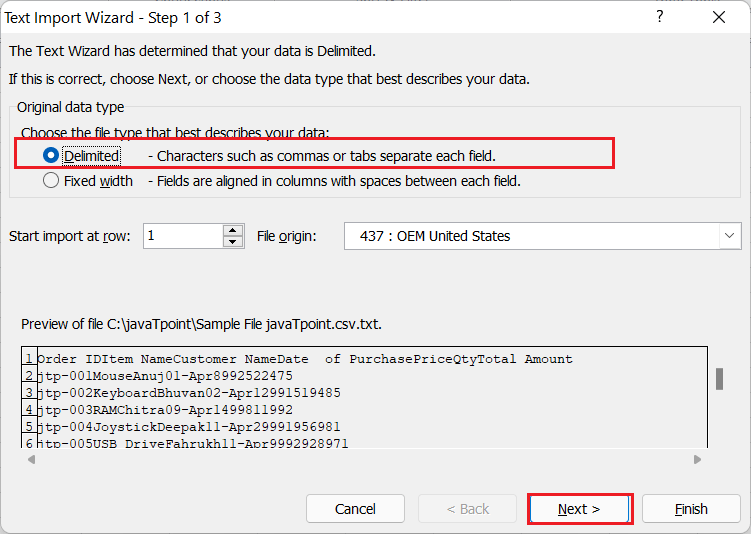 Text Import Wizard - Step 1 of 3 ? ✕
The Text Wizard has determined that your data is Delimited.
If this is correct, choose Next, or choose the data type that best describes your data.
Original data type
Choose the file type that best describes your data:
Delimited - Characters such as commas or tabs separate each field.
Fixed width - Fields are aligned in columns with spaces between each field.
Start import at row: 1 File origin: 437 : OEM United States
Preview of file C:\javaTpoint\Sample File javaTpoint.csv.txt.
1 Order IDItem NameCustomer NameDate  of PurchasePriceQtyTotal Amount
2 jtp-001MouseAnuj01-Apr8992522475
3 jtp-002KeyboardBhuvan02-Apr12991519485
4 jtp-003RAMChitra09-Apr1499811992
5 jtp-004JoystickDeepak11-Apr29991956981
6 jtp-005USB DriveFahrukh11-Apr9992928971
Cancel < Back Next > Finish